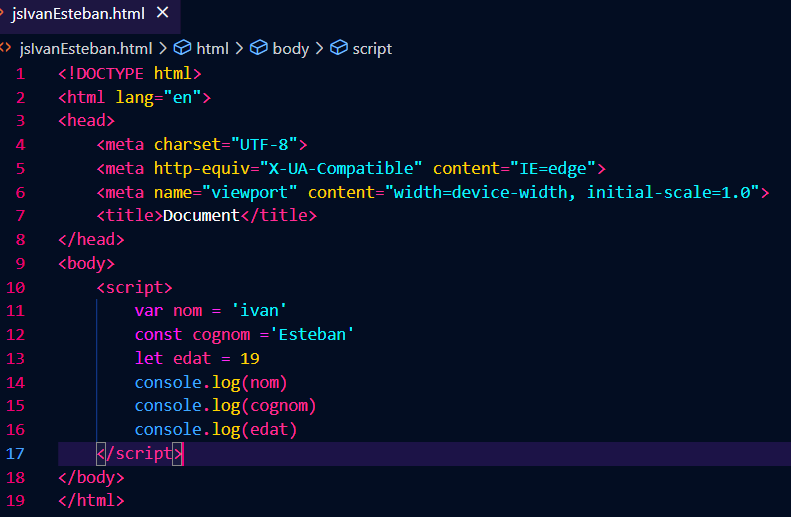 jsIvanEsteban.html ×
<> jsIvanEsteban.html > html > body > script
1 <!DOCTYPE html>
2 <html lang="en">
3 <head>
4     <meta charset="UTF-8">
5     <meta http-equiv="X-UA-Compatible" content="IE=edge">
6     <meta name="viewport" content="width=device-width, initial-scale=1.0">
7     <title>Document</title>
8 </head>
9 <body>
10     <script>
11         var nom = 'ivan'
12         const cognom ='Esteban'
13         let edat = 19
14         console.log(nom)
15         console.log(cognom)
16         console.log(edat)
17     </script>
18 </body>
19 </html>